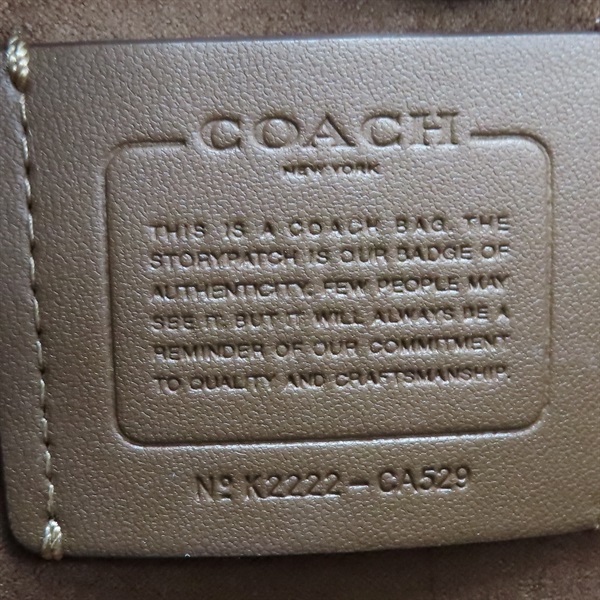 COACH
NEW YORK
THIS IS A COACH BAG. THE
STORYPATCH IS OUR BADGE OF
AUTHENTICITY. FEW PEOPLE MAY
SEE IT. BUT IT WILL ALWAYS BE A
REMINDER OF OUR COMMITMENT
TO QUALITY AND CRAFTSMANSHIP.
Nº K2222-CA529